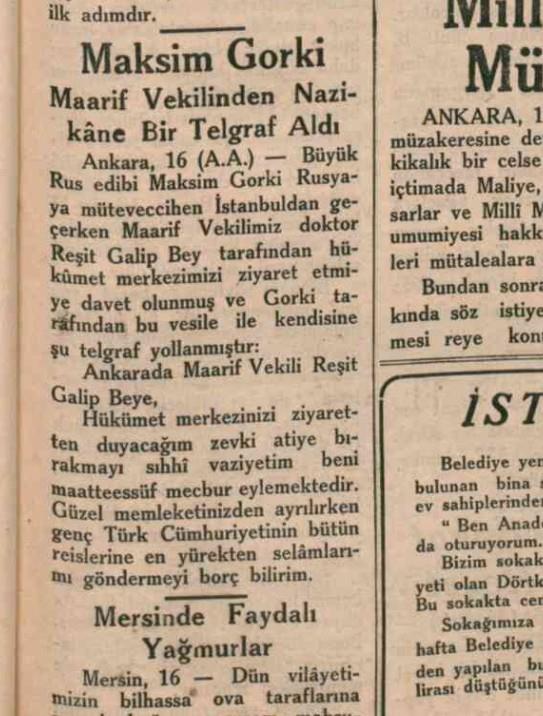 ilk adımdır.
Maksim Gorki
Maarif Vekilinden Nazi-
kâne Bir Telgraf Aldı
Ankara, 16 (A.A.) — Büyük
Rus edibi Maksim Gorki Rusya-
ya müteveccihen İstanbuldan ge-
çerken Maarif Vekilimiz doktor
Reşit Galip Bey tarafından hü-
kûmet merkezimizi ziyaret etmi-
ye davet olunmuş ve Gorki ta-
rafından bu vesile ile kendisine
şu telgraf yollanmıştır:
Ankarada Maarif Vekili Reşit
Galip Beye,
Hükümet merkezinizi ziyaret-
ten duyacağım zevki atiye bı-
rakmayı sıhhî vaziyetim beni
maatteessüf mecbur eylemektedir.
Güzel memleketinizden ayrılırken
genç Türk Cümhuriyetinin bütün
reislerine en yürekten selâmları-
mı göndermeyi borç bilirim.
Mersinde Faydalı
Yağmurlar
Mersin, 16 — Dün vilâyeti-
mizin bilhassa ova taraflarına
Mill
Mü
ANKARA, 1
müzakeresine de
kikalık bir celse
içtimada Maliye,
sarlar ve Millî M
umumiyesi hakk
leri mütalealara
Bundan sonra
kında söz istiye
mesi reye kon
İST
Belediye yer
bulunan bina s
ev sahiplerinde
" Ben Anad
da oturuyorum.
Bizim sokak
yeti olan Dörtk
Bu sokakta cer
Sokağımıza
hafta Belediye
den yapılan bu
lirası düştüğünü